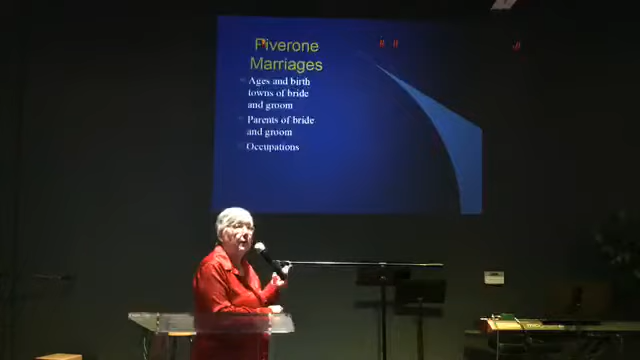 Piverone
Marriages
Ages and birth
towns of bride
and groom
Parents of bride
and groom
Occupations